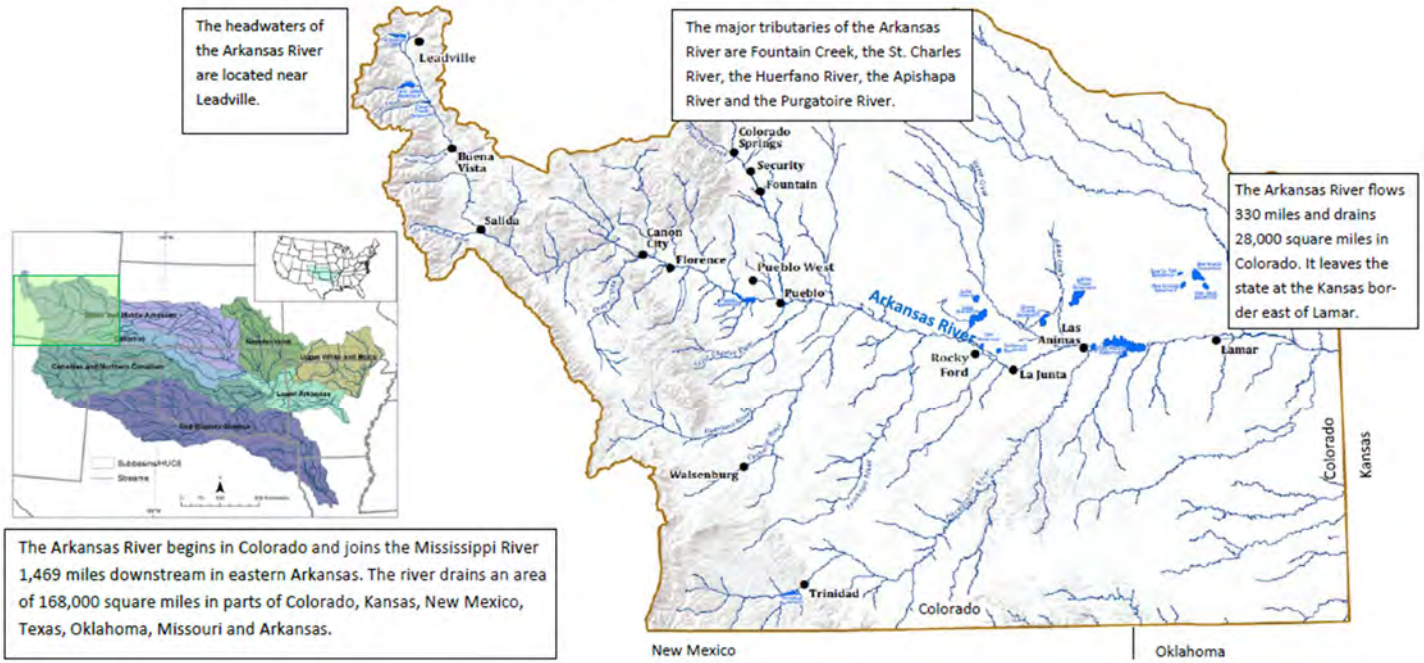 The headwaters of
the Arkansas River
are located near
Leadville.
The major tributaries of the Arkansas
River are Fountain Creek, the St. Charles
River, the Huerfano River, the Apishapa
River and the Purgatoire River.
Leadville
Buena
Vista
Salida
Colorado
Springs
Security
Fountain
Canon
City
Florence
Pueblo West
Pueblo
Arkansas River
Rocky
Ford
La Junta
Las
Animas
Lamar
Walsenburg
Trinidad
The Arkansas River flows
330 miles and drains
28,000 square miles in
Colorado. It leaves the
state at the Kansas bor-
der east of Lamar.
Colorado
Kansas
Colorado
New Mexico
Oklahoma
Upper White and Black
Lower Arkansas
Subbasins/HUC8
Streams
The Arkansas River begins in Colorado and joins the Mississippi River
1,469 miles downstream in eastern Arkansas. The river drains an area
of 168,000 square miles in parts of Colorado, Kansas, New Mexico,
Texas, Oklahoma, Missouri and Arkansas.